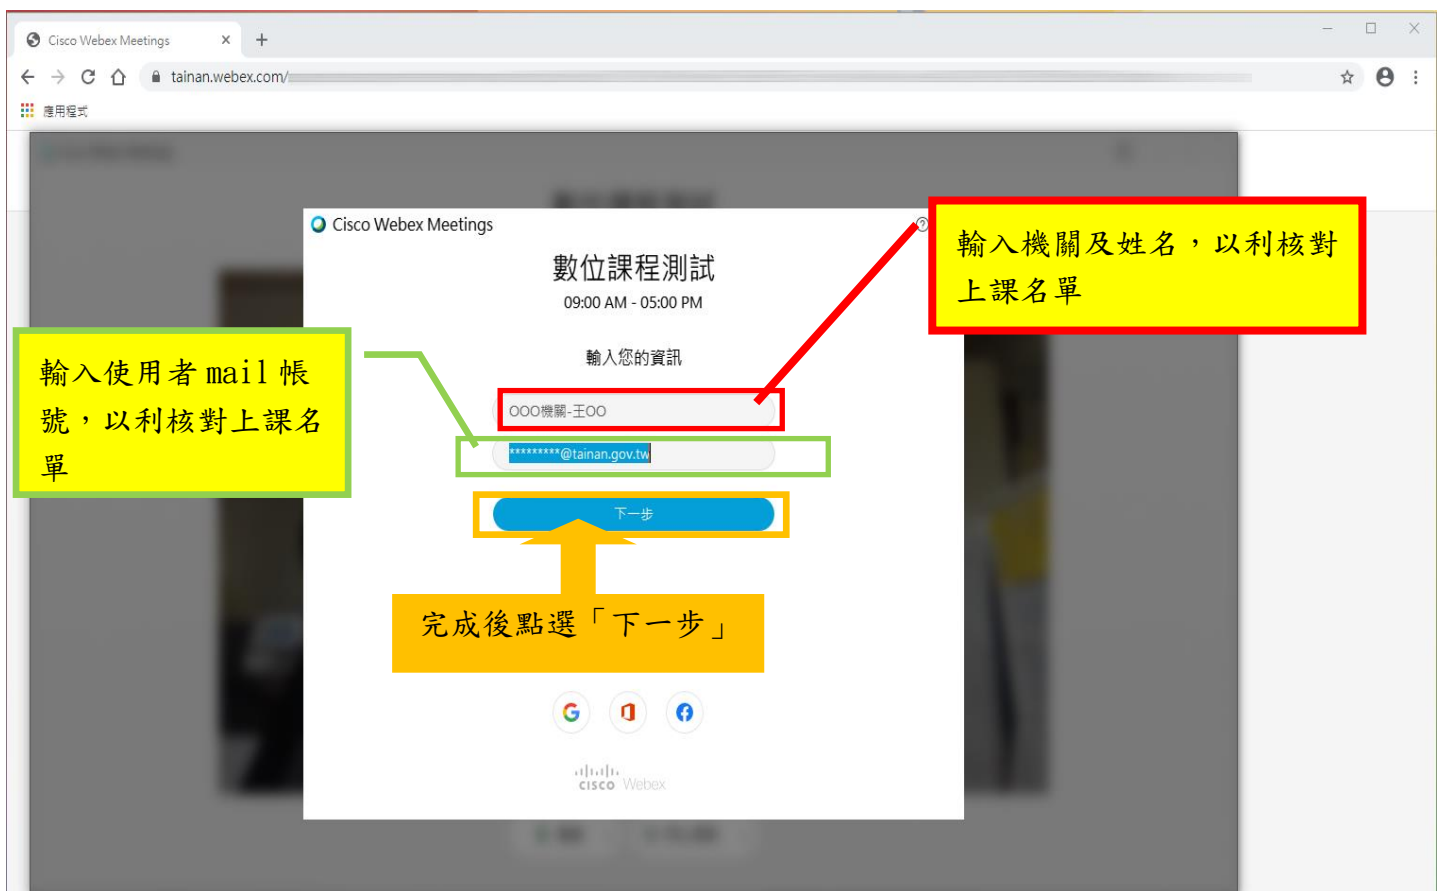 Cisco Webex Meetings
tainan.webex.com/
應用程式
Cisco Webex Meetings
數位課程測試
09:00 AM - 05:00 PM
輸入您的資訊
OOO機關-王OO
*********@tainan.gov.tw
下一步
輸入機關及姓名，以利核對
上課名單
輸入使用者 mail 帳
號，以利核對上課名
單
完成後點選「下一步」
cisco Webex